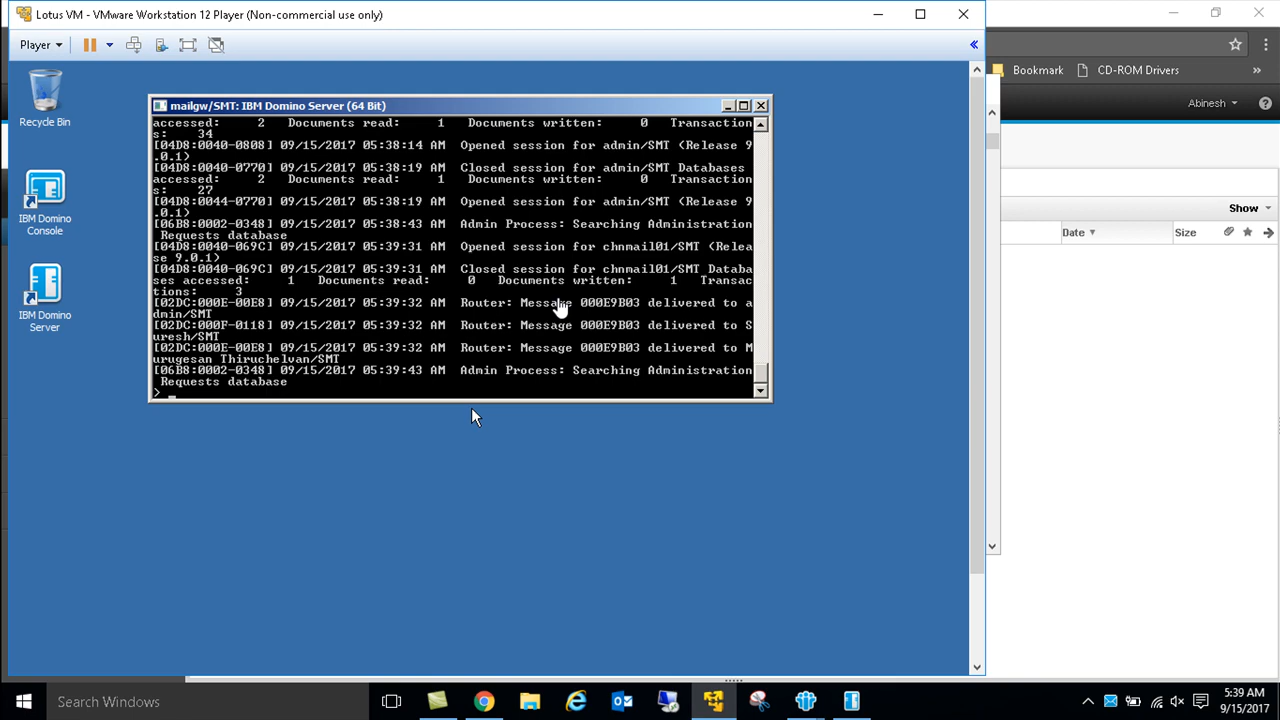 Lotus VM - VMware Workstation 12 Player (Non-commercial use only)
Player
Recycle Bin
IBM Domino Console
IBM Domino Server
mailgw/SMT: IBM Domino Server (64 Bit)
accessed:     2   Documents read:     1   Documents written:     0   Transaction
s:    34
[04D8:0040-0808] 09/15/2017 05:38:14 AM  Opened session for admin/SMT (Release 9
.0.1)
[04D8:0040-0770] 09/15/2017 05:38:19 AM  Closed session for admin/SMT Databases
accessed:     2   Documents read:     1   Documents written:     0   Transaction
s:    27
[04D8:0044-0770] 09/15/2017 05:38:19 AM  Opened session for admin/SMT (Release 9
.0.1)
[06B8:0002-0348] 09/15/2017 05:38:43 AM  Admin Process: Searching Administration
 Requests database
[04D8:0040-069C] 09/15/2017 05:39:31 AM  Opened session for chnmail01/SMT (Relea
se 9.0.1)
[04D8:0040-069C] 09/15/2017 05:39:31 AM  Closed session for chnmail01/SMT Databa
ses accessed:     1   Documents read:     0   Documents written:     1   Transac
tions:     3
[02DC:000E-00E8] 09/15/2017 05:39:32 AM  Router: Message 000E9B03 delivered to a
dmin/SMT
[02DC:000F-0118] 09/15/2017 05:39:32 AM  Router: Message 000E9B03 delivered to S
uresh/SMT
[02DC:000E-00E8] 09/15/2017 05:39:32 AM  Router: Message 000E9B03 delivered to M
urugesan Thiruchelvan/SMT
[06B8:0002-0348] 09/15/2017 05:39:43 AM  Admin Process: Searching Administration
 Requests database
>
Bookmark
CD-ROM Drivers
Abinesh
Show
Date
Size
Search Windows
5:39 AM
9/15/2017